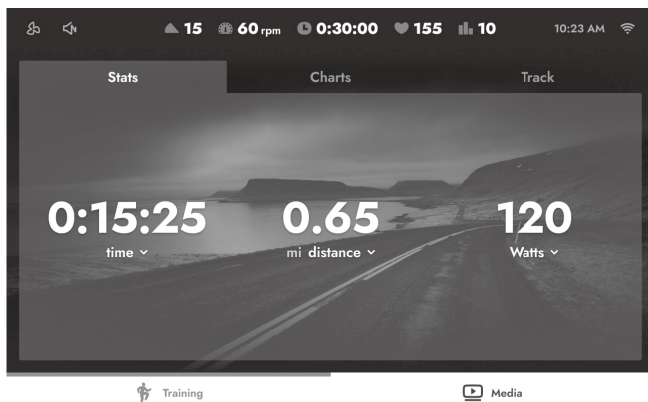 15 60 rpm 0:30:00 155 10 10:23 AM
Stats Charts Track
0:15:25 0.65 120
time mi distance Watts
Training Media